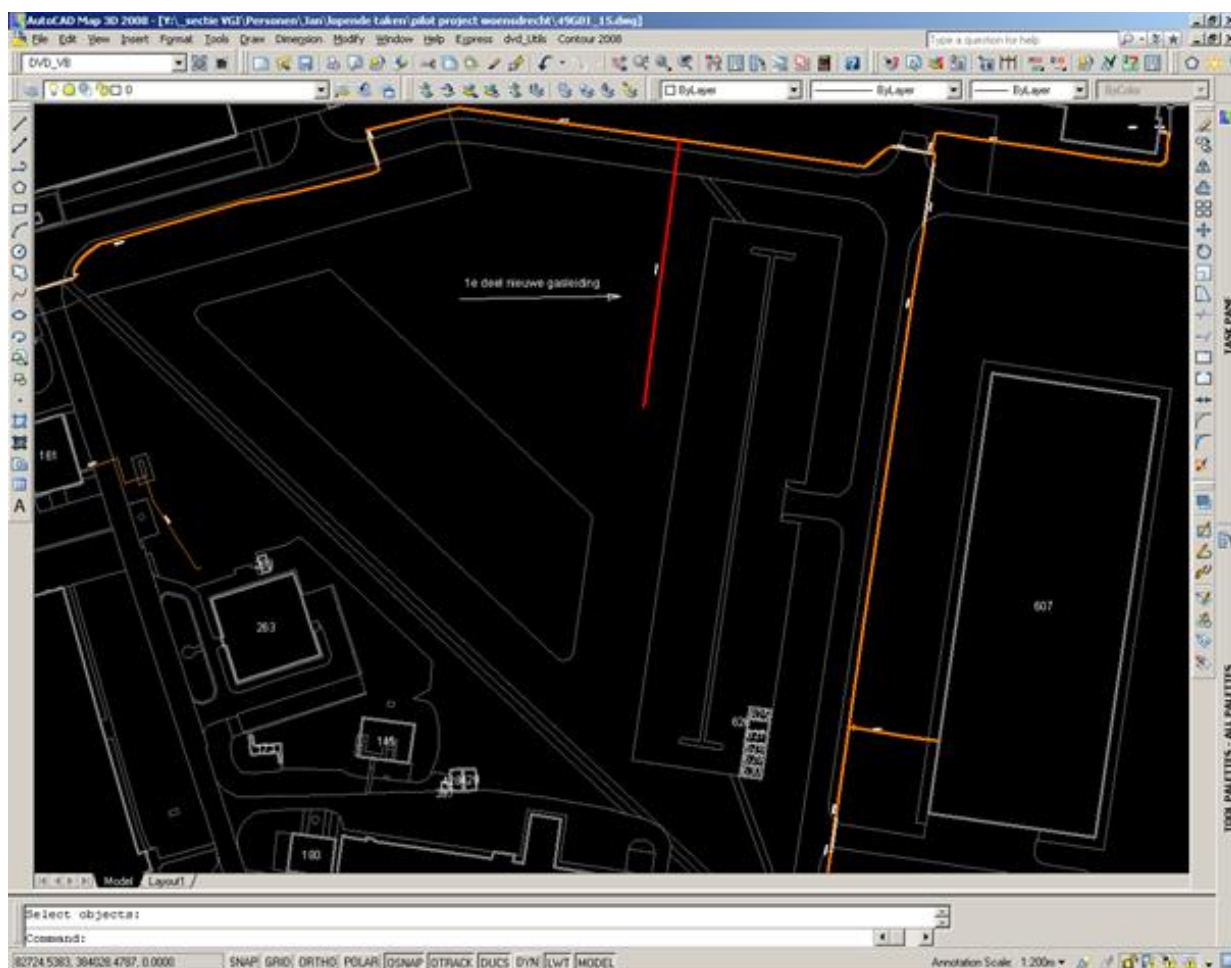 AutoCAD Map 3D 2008 - [Y:\_sectie VGI\Personen\Jan\lopende taken\pilot project woensdrecht\49G01_15.dwg]
File Edit View Insert Format Tools Draw Dimension Modify Window Help Express dvd_Utils Contour 2008 Type a question for help
DVD_VB
0 ByLayer ByLayer ByLayer ByColor
TASK PANE
1e deel nieuwe gasleiding
161
607
263
145
180
TOOL PALETTES - ALL PALETTES
Model Layout1
Select objects:
Command:
82724.5383, 384028.4787, 0.0000 SNAP GRID ORTHO POLAR OSNAP OTRACK DUCS DYN LWT MODEL Annotation Scale: 1:200m